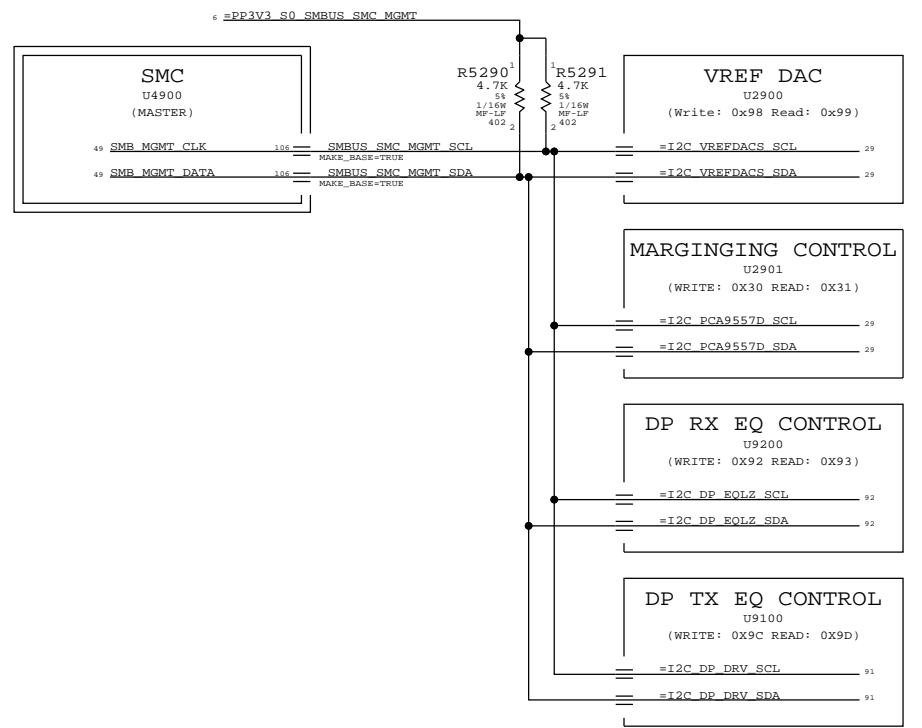 6 =PP3V3_S0_SMBUS_SMC_MGMT
SMC
U4900
(MASTER)
49 SMB_MGMT_CLK 106
49 SMB_MGMT_DATA 106
SMBUS_SMC_MGMT_SCL
MAKE_BASE=TRUE
SMBUS_SMC_MGMT_SDA
MAKE_BASE=TRUE
R5290 1
4.7K
5%
1/16W
MF-LF
402 2
1 R5291
4.7K
5%
1/16W
MF-LF
2 402
VREF DAC
U2900
(Write: 0x98 Read: 0x99)
=I2C_VREFDACS_SCL 29
=I2C_VREFDACS_SDA 29
MARGINGING CONTROL
U2901
(WRITE: 0X30 READ: 0X31)
=I2C_PCA9557D_SCL 29
=I2C_PCA9557D_SDA 29
DP RX EQ CONTROL
U9200
(WRITE: 0X92 READ: 0X93)
=I2C_DP_EQLZ_SCL 92
=I2C_DP_EQLZ_SDA 92
DP TX EQ CONTROL
U9100
(WRITE: 0X9C READ: 0X9D)
=I2C_DP_DRV_SCL 91
=I2C_DP_DRV_SDA 91